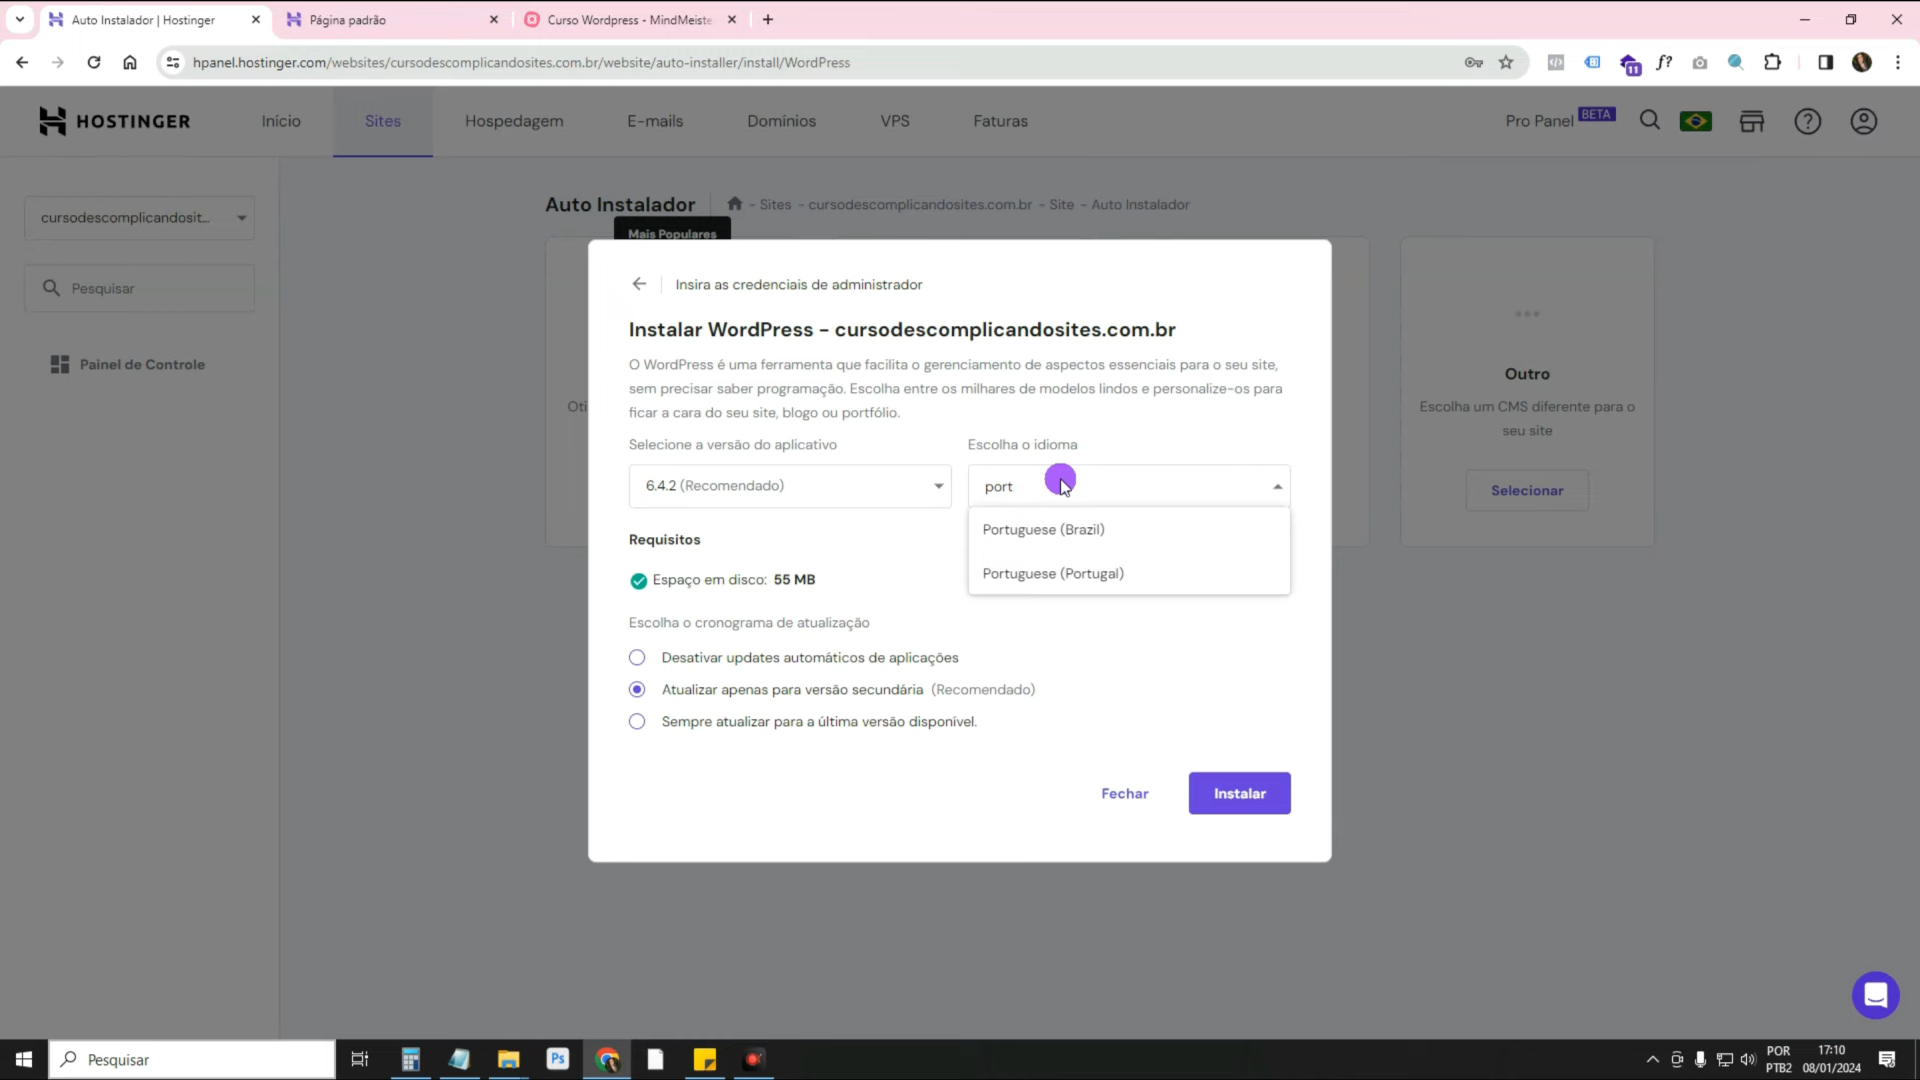 Auto Instalador | Hostinger
Página padrão
Curso Wordpress - MindMeiste
hpanel.hostinger.com/websites/cursodescomplicandosites.com.br/website/auto-installer/install/WordPress
11
f?
HOSTINGER
Início
Sites
Hospedagem
E-mails
Domínios
VPS
Faturas
Pro Panel BETA
cursodescomplicandosit...
Pesquisar
Painel de Controle
Auto Instalador
- Sites - cursodescomplicandosites.com.br - Site - Auto Instalador
Mais Populares
Oti
Outro
Escolha um CMS diferente para o
seu site
Selecionar
Insira as credenciais de administrador
Instalar WordPress - cursodescomplicandosites.com.br
O WordPress é uma ferramenta que facilita o gerenciamento de aspectos essenciais para o seu site,
sem precisar saber programação. Escolha entre os milhares de modelos lindos e personalize-os para
ficar a cara do seu site, blogo ou portfólio.
Selecione a versão do aplicativo
Escolha o idioma
6.4.2 (Recomendado)
port
Portuguese (Brazil)
Portuguese (Portugal)
Requisitos
Espaço em disco: 55 MB
Escolha o cronograma de atualização
Desativar updates automáticos de aplicações
Atualizar apenas para versão secundária (Recomendado)
Sempre atualizar para a última versão disponível.
Fechar
Instalar
Pesquisar
Ps
POR
PTB2
17:10
08/01/2024